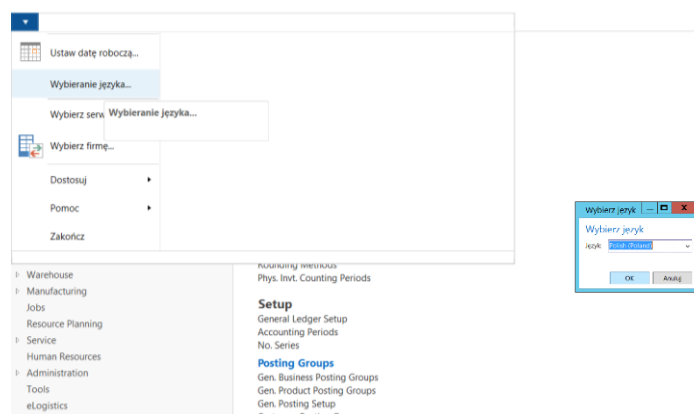 Ustaw datę roboczą...
Wybieranie języka...
Wybierz serw
Wybieranie języka...
Wybierz firmę...
Dostosuj
Pomoc
Zakończ
Wybierz język
Wybierz język
Język:
Polish (Poland)
OK
Anuluj
Warehouse
Manufacturing
Jobs
Resource Planning
Service
Human Resources
Administration
Tools
eLogistics
Rounding Methods
Phys. Invt. Counting Periods
Setup
General Ledger Setup
Accounting Periods
No. Series
Posting Groups
Gen. Business Posting Groups
Gen. Product Posting Groups
Gen. Posting Setup